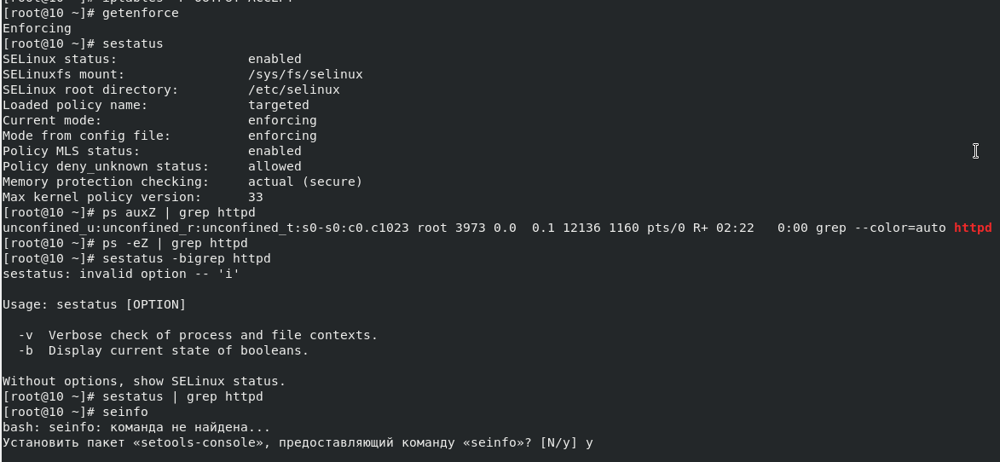 [root@10 ~]# getenforce
Enforcing
[root@10 ~]# sestatus
SELinux status:                 enabled
SELinuxfs mount:                /sys/fs/selinux
SELinux root directory:         /etc/selinux
Loaded policy name:             targeted
Current mode:                   enforcing
Mode from config file:          enforcing
Policy MLS status:              enabled
Policy deny_unknown status:     allowed
Memory protection checking:     actual (secure)
Max kernel policy version:      33
[root@10 ~]# ps auxZ | grep httpd
unconfined_u:unconfined_r:unconfined_t:s0-s0:c0.c1023 root 3973 0.0  0.1 12136 1160 pts/0 R+ 02:22   0:00 grep --color=auto httpd
[root@10 ~]# ps -eZ | grep httpd
[root@10 ~]# sestatus -bigrep httpd
sestatus: invalid option -- 'i'

Usage: sestatus [OPTION]

  -v  Verbose check of process and file contexts.
  -b  Display current state of booleans.

Without options, show SELinux status.
[root@10 ~]# sestatus | grep httpd
[root@10 ~]# seinfo
bash: seinfo: команда не найдена...
Установить пакет «setools-console», предоставляющий команду «seinfo»? [N/y] y